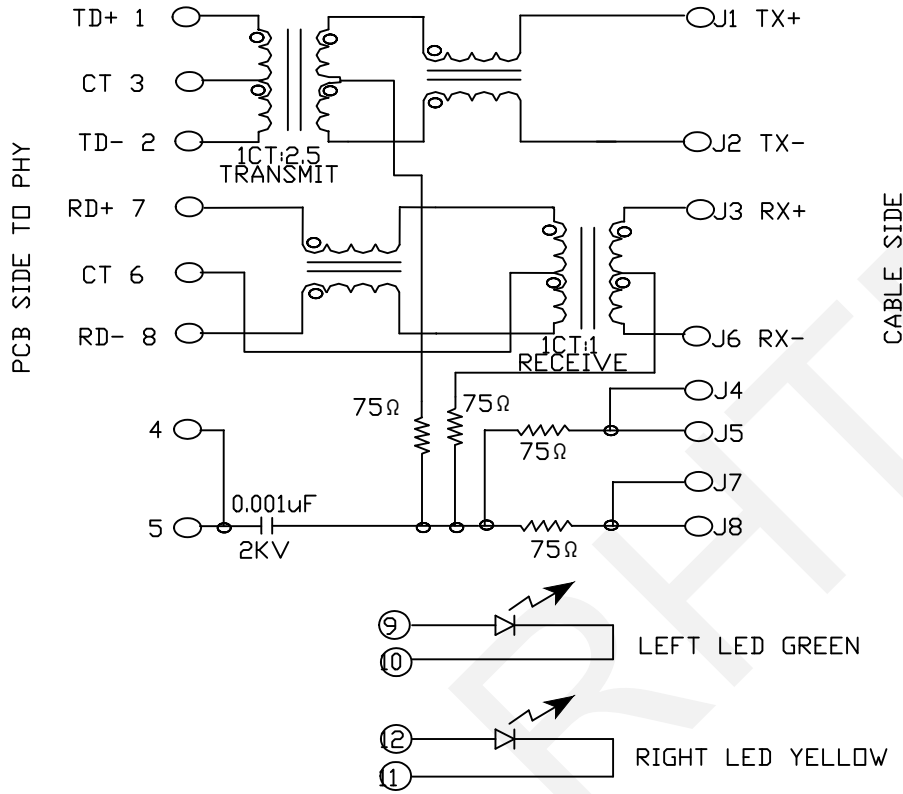 TD+ 1
J1 TX+
CT 3
TD- 2
J2 TX-
1CT:2.5
TRANSMIT
PCB SIDE TO PHY
CABLE SIDE
RD+ 7
J3 RX+
CT 6
RD- 8
J6 RX-
1CT:1
RECEIVE
J4
75Ω
75Ω
4
J5
75Ω
J7
0.001uF
5
J8
2KV
75Ω
9
LEFT LED GREEN
10
12
RIGHT LED YELLOW
11
RHT